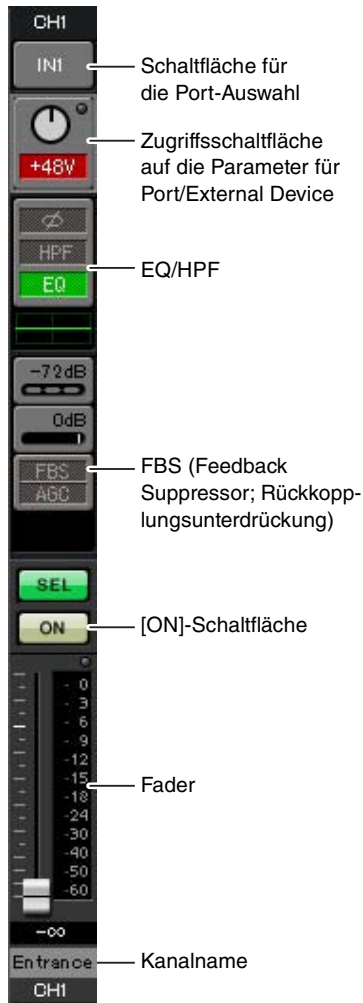 CH1
IN1
Schaltfläche für
die Port-Auswahl
+48V
Zugriffsschaltfläche
auf die Parameter für
Port/External Device
HPF
EQ
EQ/HPF
-72dB
0dB
FBS
AGC
FBS (Feedback
Suppressor; Rückkopp-
lungsunterdrückung)
SEL
ON
[ON]-Schaltfläche
0
3
6
9
-12
-15
-18
-24
-30
-40
-50
-60
Fader
-∞
Entrance
Kanalname
CH1